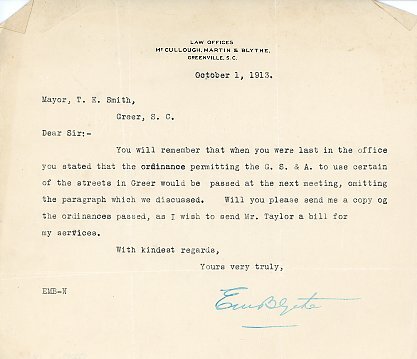 LAW OFFICES
McCULLOUGH, MARTIN & BLYTHE,
GREENVILLE, S.C.
October 1, 1913.
Mayor, T. E. Smith,
Greer, S. C.
Dear Sir:-
You will remember that when you were last in the office
you stated that the ordinance permitting the G. S. & A. to use certain
of the streets in Greer would be passed at the next meeting, omitting
the paragraph which we discussed. Will you please send me a copy og
the ordinances passed, as I wish to send Mr. Taylor a bill for
my services.
With kindest regards,
Yours very truly,
EMB-N
EMBlythe